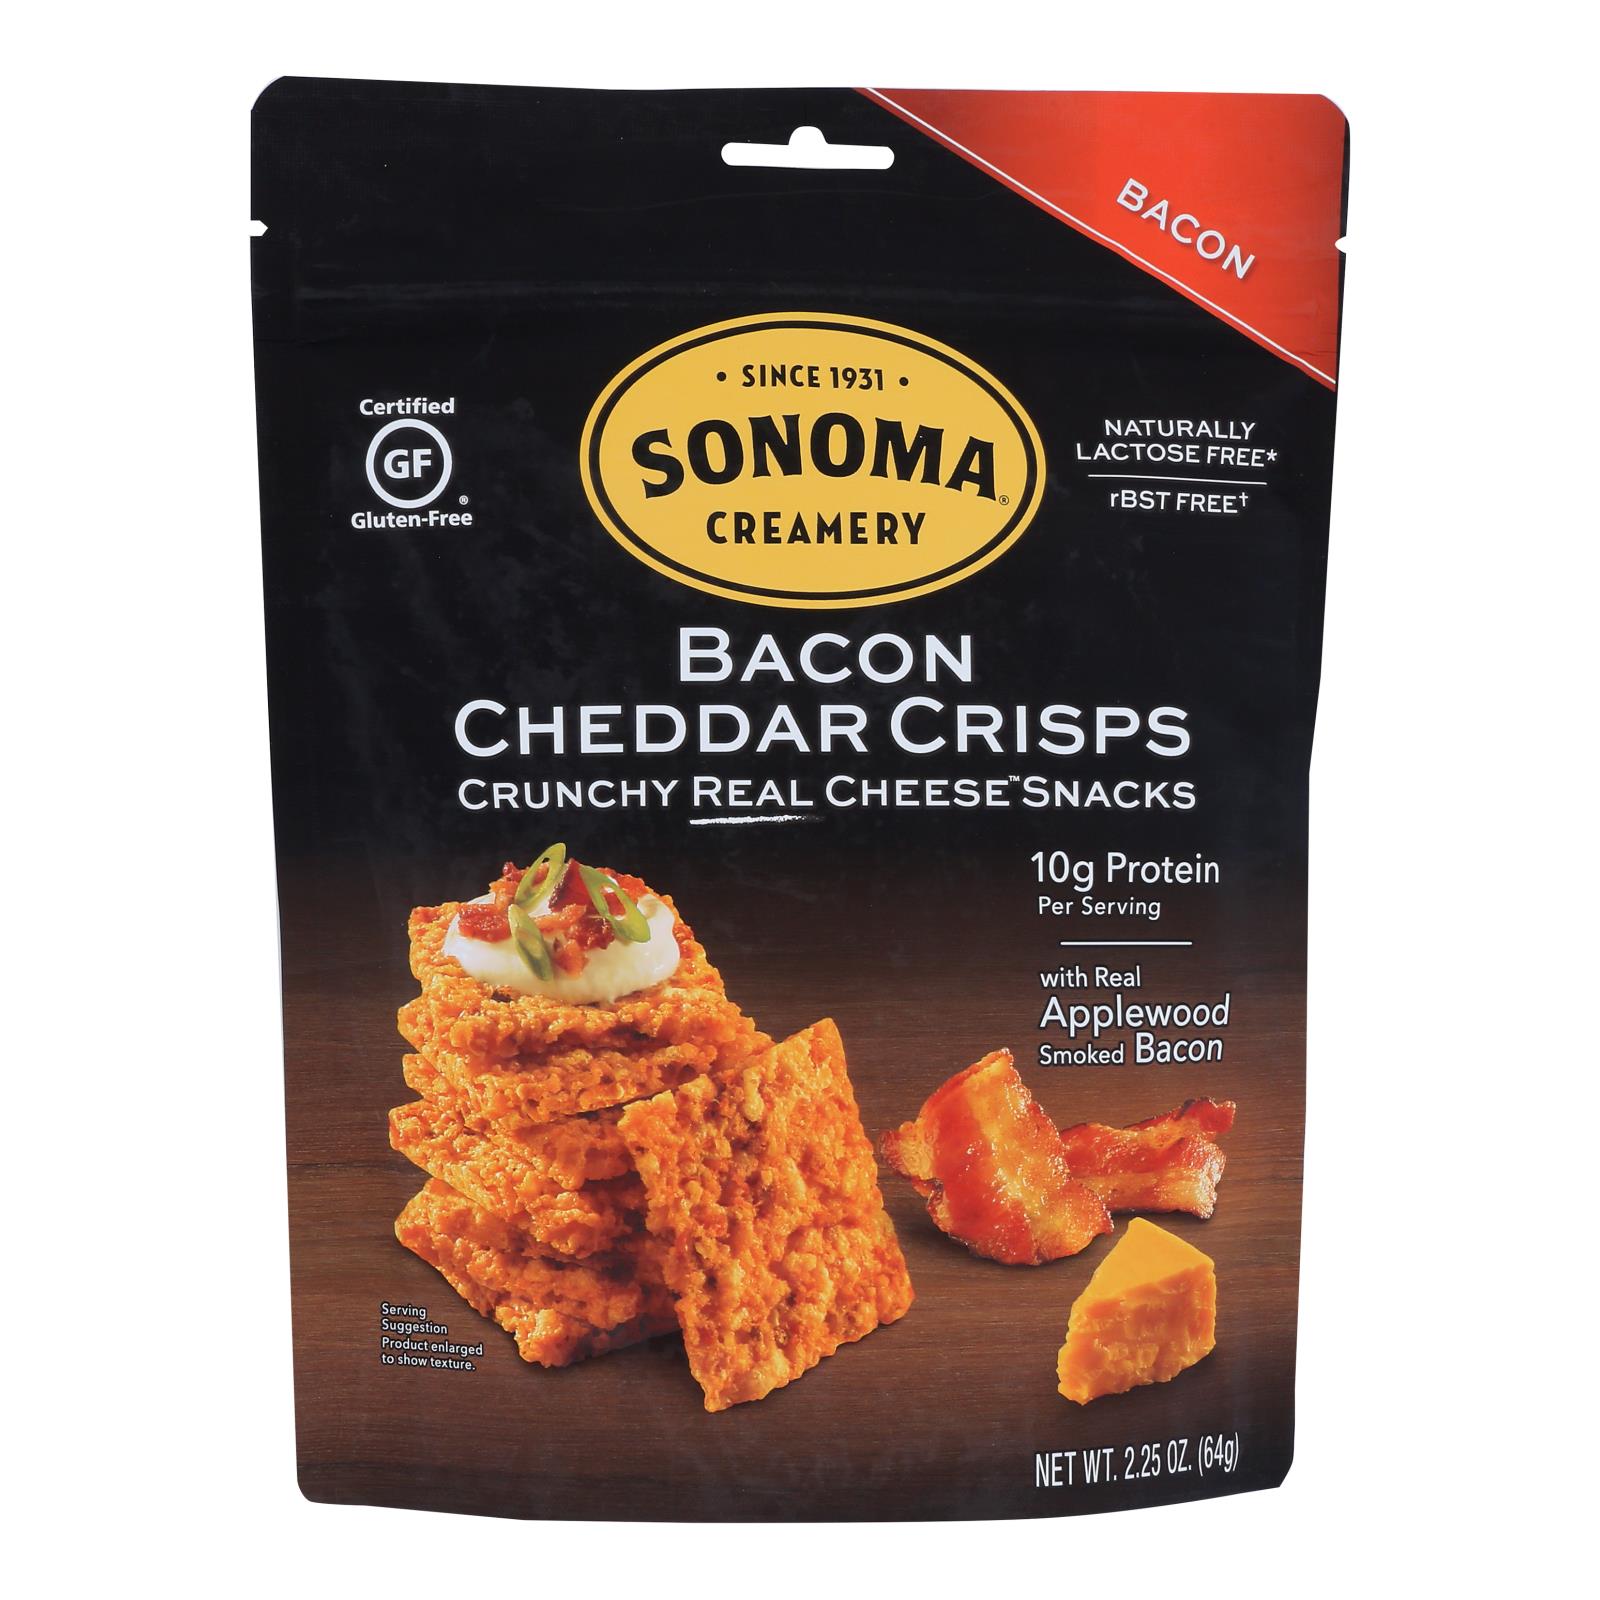 BACON
• SINCE 1931 •
SONOMA®
CREAMERY
Certified
GF®
Gluten-Free
NATURALLY
LACTOSE FREE*
rBST FREE†
BACON
CHEDDAR CRISPS
CRUNCHY REAL CHEESE™ SNACKS
10g Protein
Per Serving
with Real
Applewood
Smoked Bacon
Serving
Suggestion
Product enlarged
to show texture.
NET WT. 2.25 OZ. (64g)